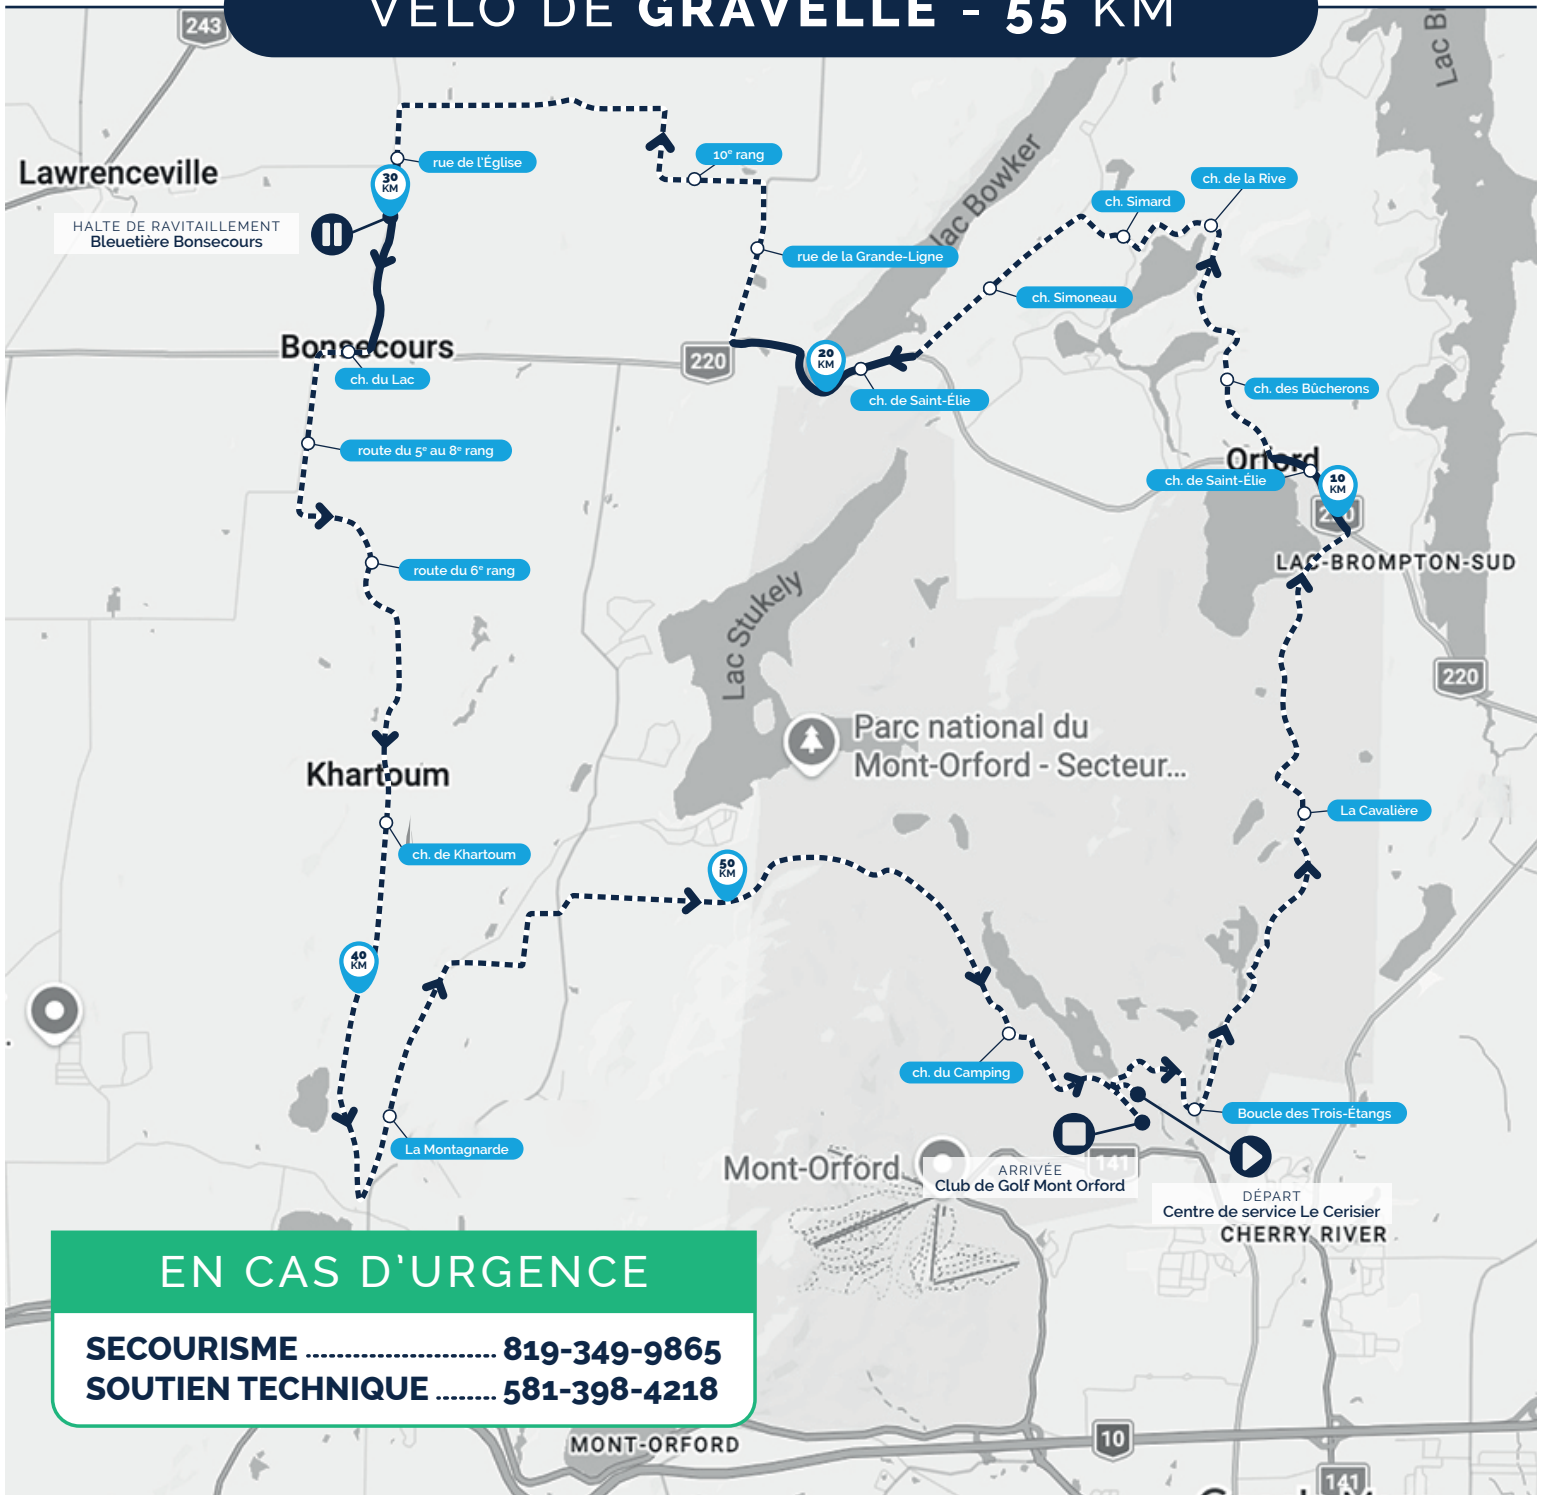 VÉLO DE GRAVELLE - 55 KM
243
Lac Bowker
Lawrenceville
rue de l'Église
30 KM
10e rang
ch. Simard
ch. de la Rive
HALTE DE RAVITAILLEMENT
Bleuetière Bonsecours
rue de la Grande-Ligne
ch. Simoneau
Bonsecours
220
20 KM
ch. du Lac
ch. de Saint-Élie
ch. des Bûcherons
route du 5e au 8e rang
Orford
ch. de Saint-Élie
10 KM
LAC-BROMPTON-SUD
route du 6e rang
Lac Stukely
220
Parc national du
Mont-Orford - Secteur...
Khartoum
La Cavalière
ch. de Khartoum
50 KM
40 KM
ch. du Camping
Boucle des Trois-Étangs
La Montagnarde
141
Mont-Orford
ARRIVÉE
Club de Golf Mont Orford
DÉPART
Centre de service Le Cerisier
CHERRY RIVER
EN CAS D'URGENCE
SECOURISME ........................ 819-349-9865
SOUTIEN TECHNIQUE ........ 581-398-4218
MONT-ORFORD
10
141